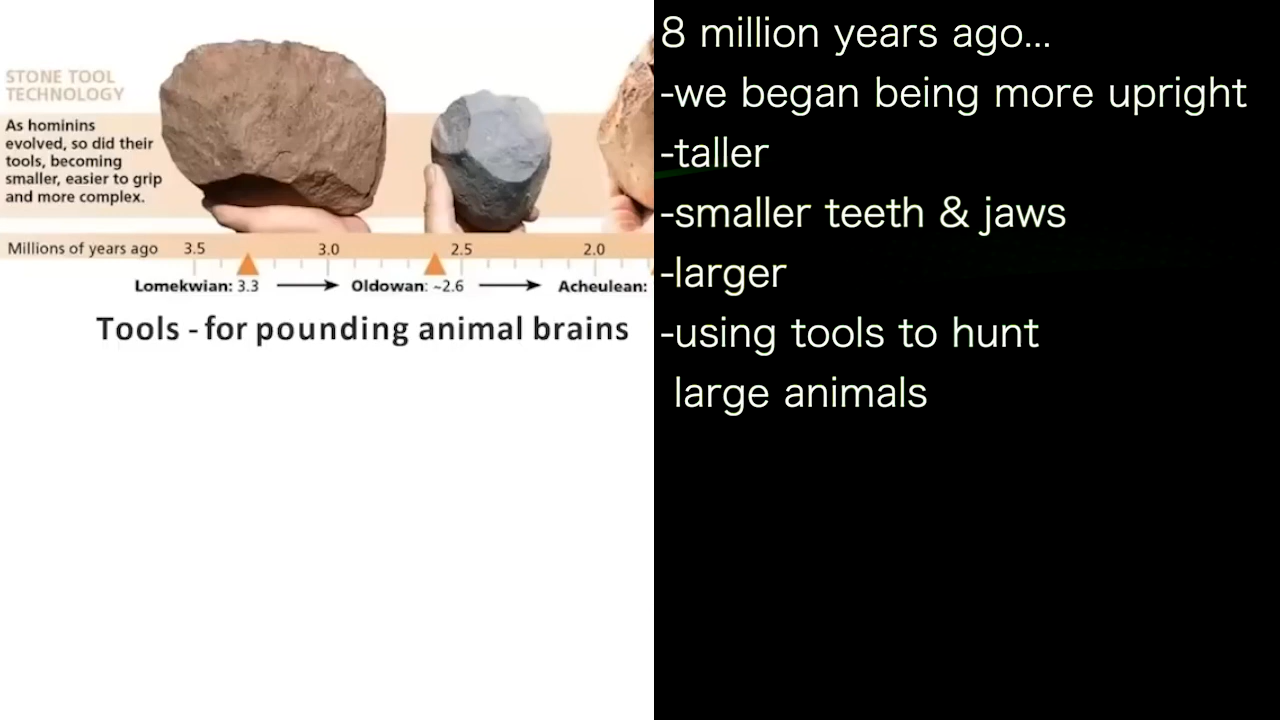 STONE TOOL
TECHNOLOGY
As hominins
evolved, so did their
tools, becoming
smaller, easier to grip
and more complex.
Millions of years ago 3.5 3.0 2.5 2.0
Lomekwian: 3.3 Oldowan: ~2.6 Acheulean:
Tools - for pounding animal brains
8 million years ago...
-we began being more upright
-taller
-smaller teeth & jaws
-larger
-using tools to hunt
large animals